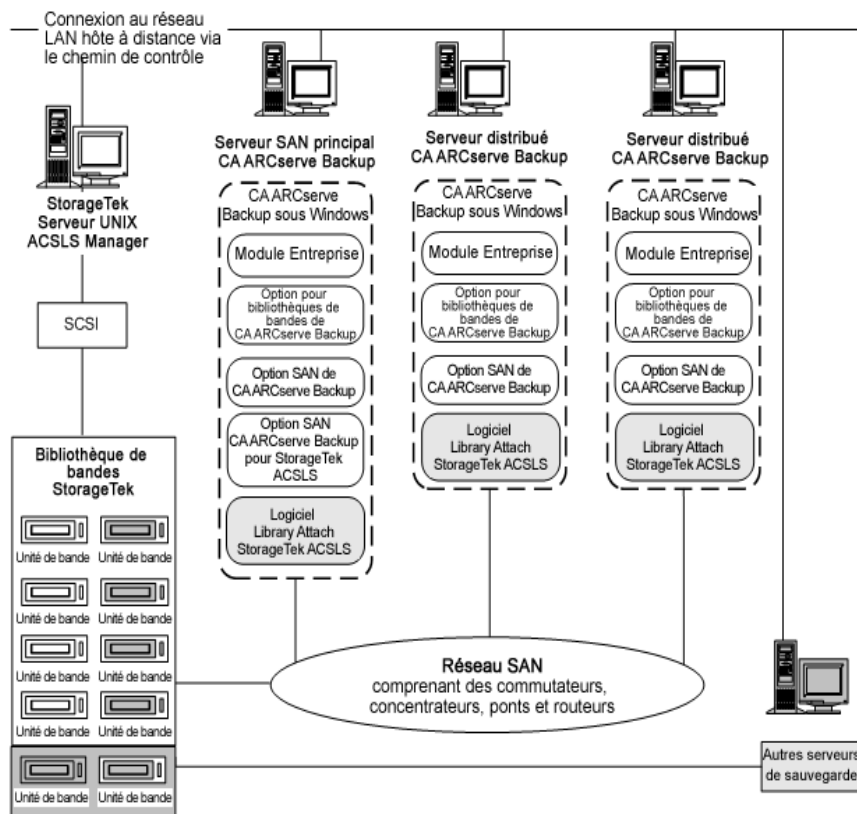 Connexion au réseau
LAN hôte à distance via
le chemin de contrôle
StorageTek
Serveur UNIX
ACSLS Manager
SCSI
Serveur SAN principal
CA ARCserve Backup
CA ARCserve
Backup sous Windows
Module Entreprise
Option pour
bibliothèques de
bandes de
CA ARCserve Backup
Option SAN de
CA ARCserve Backup
Option SAN
CA ARCserve Backup
pour StorageTek
ACSLS
Logiciel
Library Attach
StorageTek ACSLS
Serveur distribué
CA ARCserve Backup
CA ARCserve
Backup sous Windows
Module Entreprise
Option pour
bibliothèques de
bandes de
CA ARCserve Backup
Option SAN de
CA ARCserve Backup
Logiciel
Library Attach
StorageTek ACSLS
Serveur distribué
CA ARCserve Backup
CA ARCserve
Backup sous Windows
Module Entreprise
Option pour
bibliothèques de
bandes de
CA ARCserve Backup
Option SAN de
CA ARCserve Backup
Logiciel
Library Attach
StorageTek ACSLS
Bibliothèque de
bandes
StorageTek
Unité de bande Unité de bande
Unité de bande Unité de bande
Unité de bande Unité de bande
Unité de bande Unité de bande
Unité de bande Unité de bande
Réseau SAN
comprenant des commutateurs,
concentrateurs, ponts et routeurs
Autres serveurs
de sauvegarde